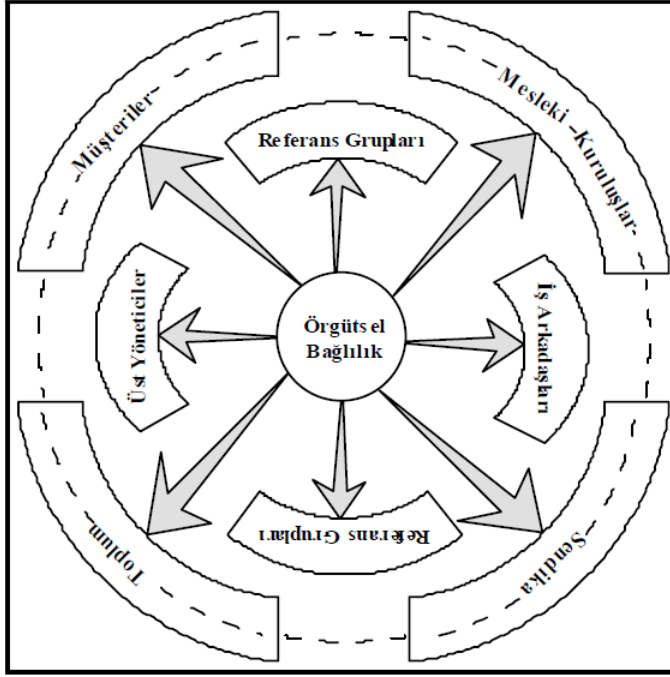 Müşteriler
Mesleki –Kuruluşlar
Referans Grupları
Üst Yöneticiler
Örgütsel
Bağlılık
İş Arkadaşları
Referans Grupları
Toplum
Sendika